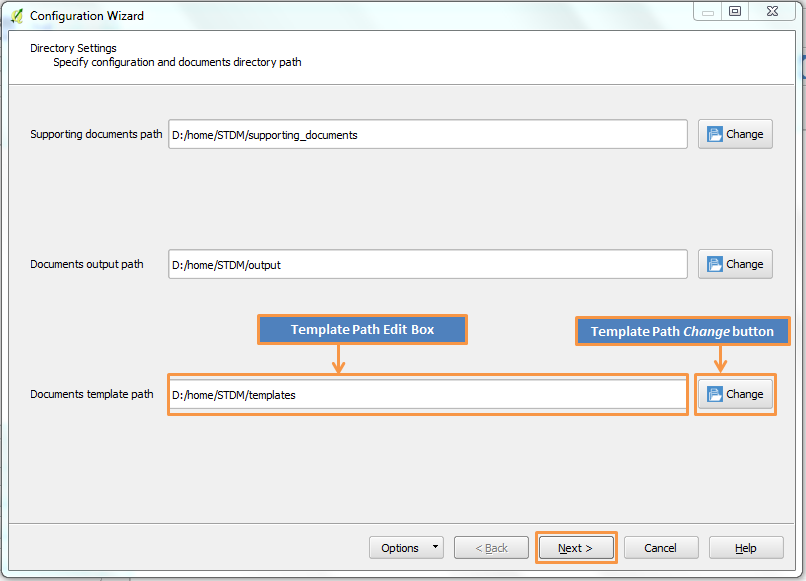 Configuration Wizard
Directory Settings
Specify configuration and documents directory path
Supporting documents path D:/home/STDM/supporting_documents Change
Documents output path D:/home/STDM/output Change
Template Path Edit Box Template Path Change button
Documents template path D:/home/STDM/templates Change
Options < Back Next > Cancel Help